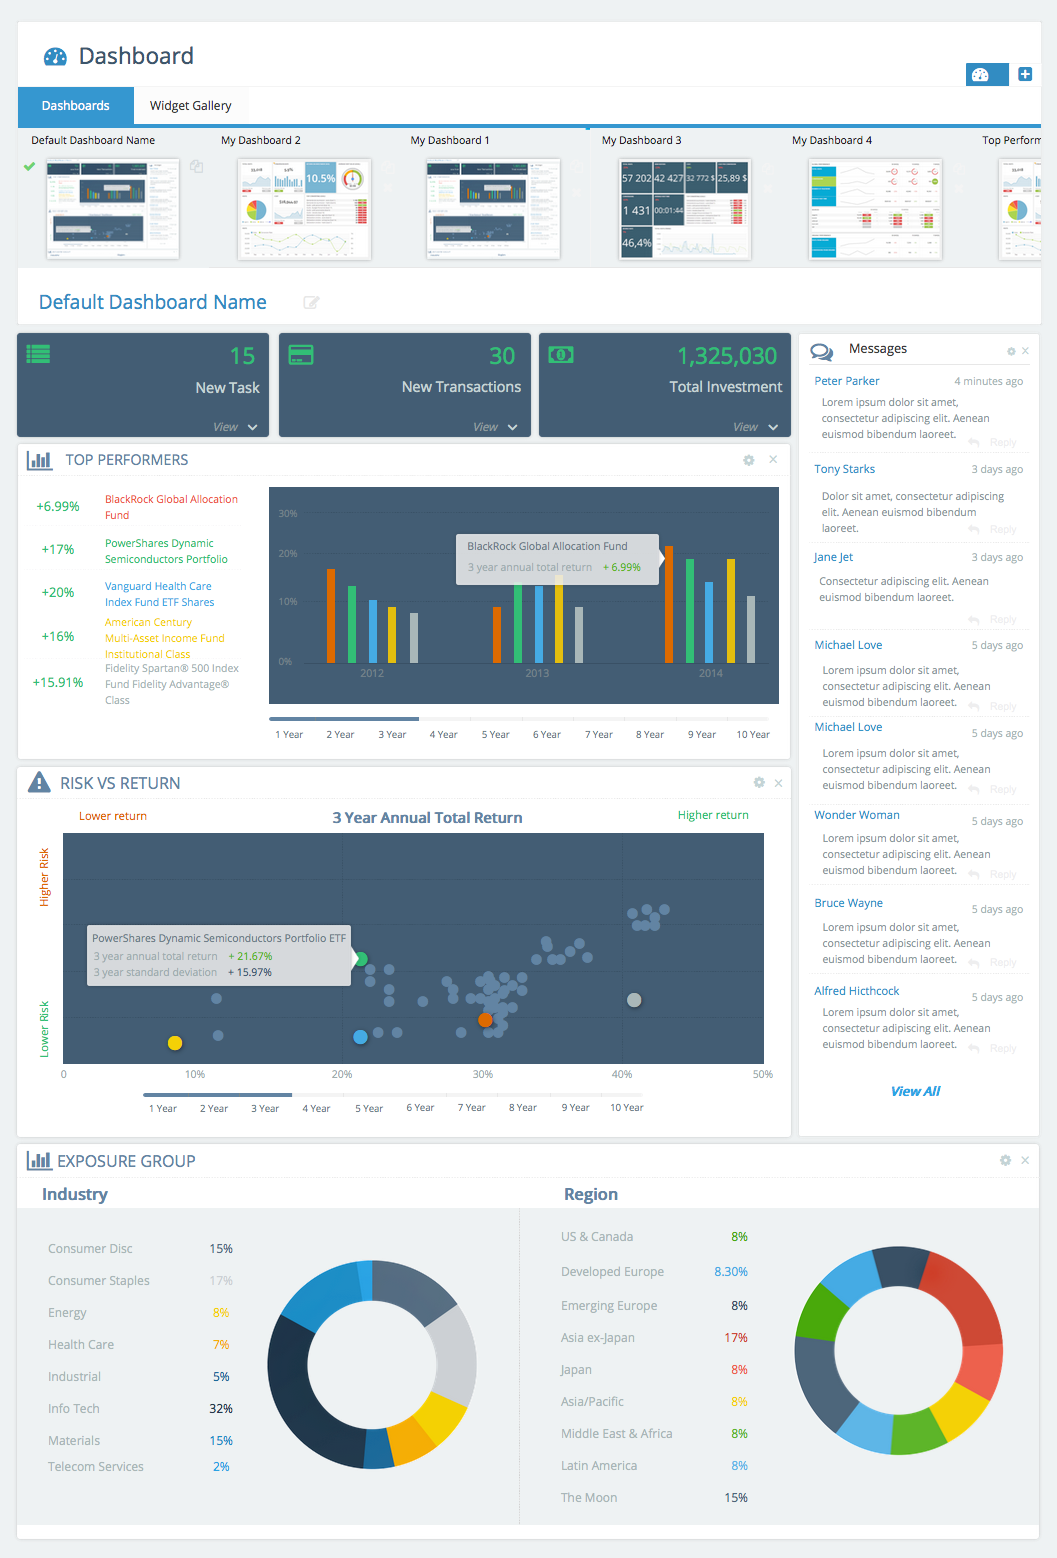 Dashboard
Dashboards
Widget Gallery
Default Dashboard Name
My Dashboard 2
My Dashboard 1
My Dashboard 3
My Dashboard 4
Top Perform
10.5%
57 202
42 427
32 772 $
25,89 $
1 431
00:01:44
46,4%
Default Dashboard Name
15
New Task
View
30
New Transactions
View
1,325,030
Total Investment
View
TOP PERFORMERS
+6.99%
BlackRock Global Allocation
Fund
+17%
PowerShares Dynamic
Semiconductors Portfolio
+20%
Vanguard Health Care
Index Fund ETF Shares
+16%
American Century
Multi-Asset Income Fund
Institutional Class
+15.91%
Fidelity Spartan® 500 Index
Fund Fidelity Advantage®
Class
30%
20%
10%
0%
BlackRock Global Allocation Fund
3 year annual total return + 6.99%
2012
2013
2014
1 Year
2 Year
3 Year
4 Year
5 Year
6 Year
7 Year
8 Year
9 Year
10 Year
RISK VS RETURN
Lower return
3 Year Annual Total Return
Higher return
Higher Risk
Lower Risk
PowerShares Dynamic Semiconductors Portfolio ETF
3 year annual total return + 21.67%
3 year standard deviation + 15.97%
0
10%
20%
30%
40%
50%
1 Year
2 Year
3 Year
4 Year
5 Year
6 Year
7 Year
8 Year
9 Year
10 Year
Messages
Peter Parker
4 minutes ago
Lorem ipsum dolor sit amet,
consectetur adipiscing elit. Aenean
euismod bibendum laoreet.
Reply
Tony Starks
3 days ago
Dolor sit amet, consectetur adipiscing
elit. Aenean euismod bibendum
laoreet.
Reply
Jane Jet
3 days ago
Consectetur adipiscing elit. Aenean
euismod bibendum laoreet.
Reply
Michael Love
5 days ago
Lorem ipsum dolor sit amet,
consectetur adipiscing elit. Aenean
euismod bibendum laoreet.
Reply
Michael Love
5 days ago
Lorem ipsum dolor sit amet,
consectetur adipiscing elit. Aenean
euismod bibendum laoreet.
Reply
Wonder Woman
5 days ago
Lorem ipsum dolor sit amet,
consectetur adipiscing elit. Aenean
euismod bibendum laoreet.
Reply
Bruce Wayne
5 days ago
Lorem ipsum dolor sit amet,
consectetur adipiscing elit. Aenean
euismod bibendum laoreet.
Reply
Alfred Hicthcock
5 days ago
Lorem ipsum dolor sit amet,
consectetur adipiscing elit. Aenean
euismod bibendum laoreet.
Reply
View All
EXPOSURE GROUP
Industry
Consumer Disc 15%
Consumer Staples 17%
Energy 8%
Health Care 7%
Industrial 5%
Info Tech 32%
Materials 15%
Telecom Services 2%
Region
US & Canada 8%
Developed Europe 8.30%
Emerging Europe 8%
Asia ex-Japan 17%
Japan 8%
Asia/Pacific 8%
Middle East & Africa 8%
Latin America 8%
The Moon 15%